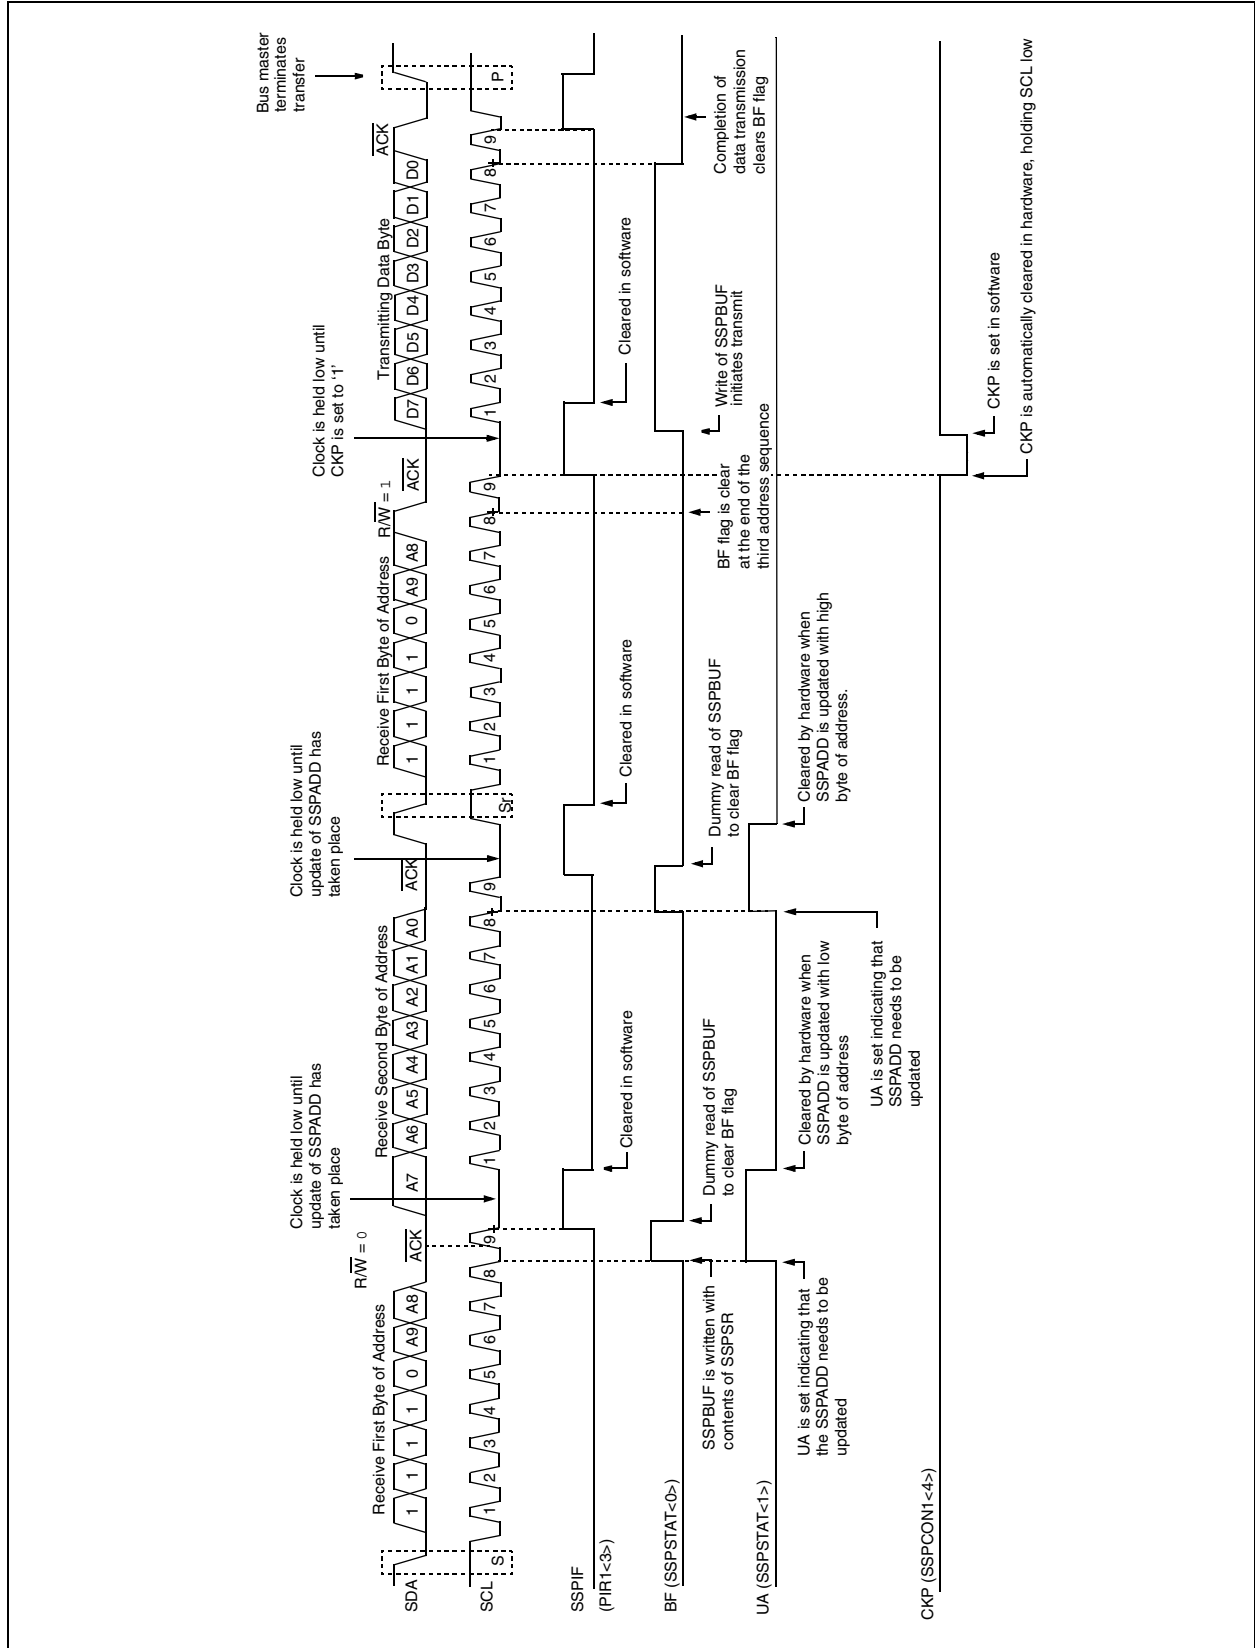 Bus master
terminates
transfer
Clock is held low until
CKP is set to ‘1’
Clock is held low until
update of SSPADD has
taken place
Clock is held low until
update of SSPADD has
taken place
R/W = 0
R/W = 1
Receive First Byte of Address
ACK
Receive Second Byte of Address
ACK
Receive First Byte of Address
ACK
Transmitting Data Byte
ACK
SDA
1 1 1 1 0 A9 A8
A7 A6 A5 A4 A3 A2 A1 A0
1 1 1 1 0 A9 A8
D7 D6 D5 D4 D3 D2 D1 D0
SCL
S 1 2 3 4 5 6 7 8 9
1 2 3 4 5 6 7 8 9
Sr 1 2 3 4 5 6 7 8 9
1 2 3 4 5 6 7 8 9 P
SSPIF
(PIR1<3>)
Cleared in software
Cleared in software
Cleared in software
BF (SSPSTAT<0>)
SSPBUF is written with
contents of SSPSR
Dummy read of SSPBUF
to clear BF flag
Dummy read of SSPBUF
to clear BF flag
BF flag is clear
at the end of the
third address sequence
Write of SSPBUF
initiates transmit
Completion of
data transmission
clears BF flag
UA (SSPSTAT<1>)
UA is set indicating that
the SSPADD needs to be
updated
Cleared by hardware when
SSPADD is updated with low
byte of address
UA is set indicating that
SSPADD needs to be
updated
Cleared by hardware when
SSPADD is updated with high
byte of address.
CKP (SSPCON1<4>)
CKP is set in software
CKP is automatically cleared in hardware, holding SCL low